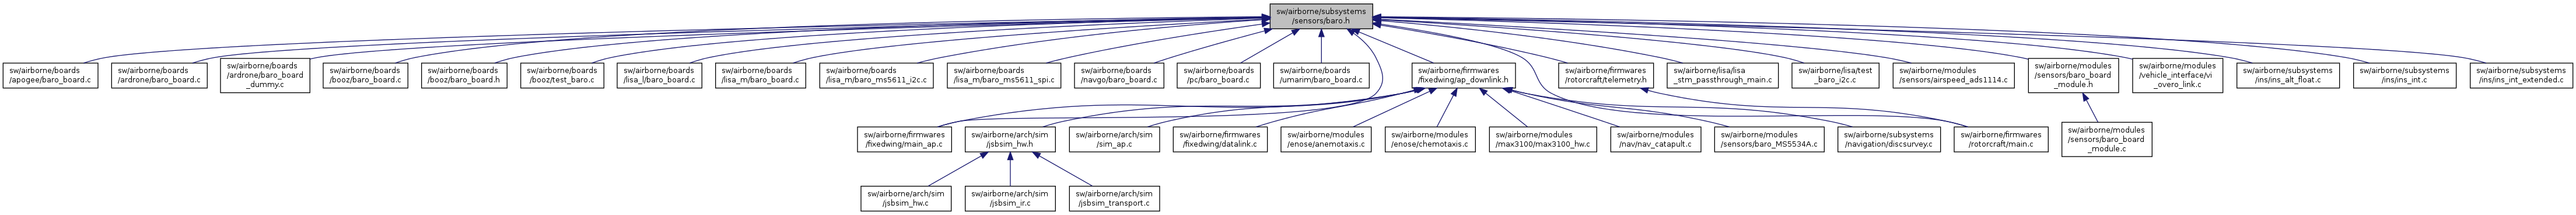 sw/airborne/subsystems
/sensors/baro.h
sw/airborne/boards
/apogee/baro_board.c
sw/airborne/boards
/ardrone/baro_board.c
sw/airborne/boards
/ardrone/baro_board
_dummy.c
sw/airborne/boards
/booz/baro_board.c
sw/airborne/boards
/booz/baro_board.h
sw/airborne/boards
/booz/test_baro.c
sw/airborne/boards
/lisa_l/baro_board.c
sw/airborne/boards
/lisa_m/baro_board.c
sw/airborne/boards
/lisa_m/baro_ms5611_i2c.c
sw/airborne/boards
/lisa_m/baro_ms5611_spi.c
sw/airborne/boards
/navgo/baro_board.c
sw/airborne/boards
/pc/baro_board.c
sw/airborne/boards
/umarim/baro_board.c
sw/airborne/firmwares
/fixedwing/ap_downlink.h
sw/airborne/firmwares
/rotorcraft/telemetry.h
sw/airborne/lisa/lisa
_stm_passthrough_main.c
sw/airborne/lisa/test
_baro_i2c.c
sw/airborne/modules
/sensors/airspeed_ads1114.c
sw/airborne/modules
/sensors/baro_board
_module.h
sw/airborne/modules
/vehicle_interface/vi
_overo_link.c
sw/airborne/subsystems
/ins/ins_alt_float.c
sw/airborne/subsystems
/ins/ins_int.c
sw/airborne/subsystems
/ins/ins_int_extended.c
sw/airborne/firmwares
/fixedwing/main_ap.c
sw/airborne/arch/sim
/jsbsim_hw.h
sw/airborne/arch/sim
/sim_ap.c
sw/airborne/firmwares
/fixedwing/datalink.c
sw/airborne/modules
/enose/anemotaxis.c
sw/airborne/modules
/enose/chemotaxis.c
sw/airborne/modules
/max3100/max3100_hw.c
sw/airborne/modules
/nav/nav_catapult.c
sw/airborne/modules
/sensors/baro_MS5534A.c
sw/airborne/subsystems
/navigation/discsurvey.c
sw/airborne/firmwares
/rotorcraft/main.c
sw/airborne/modules
/sensors/baro_board
_module.c
sw/airborne/arch/sim
/jsbsim_hw.c
sw/airborne/arch/sim
/jsbsim_ir.c
sw/airborne/arch/sim
/jsbsim_transport.c